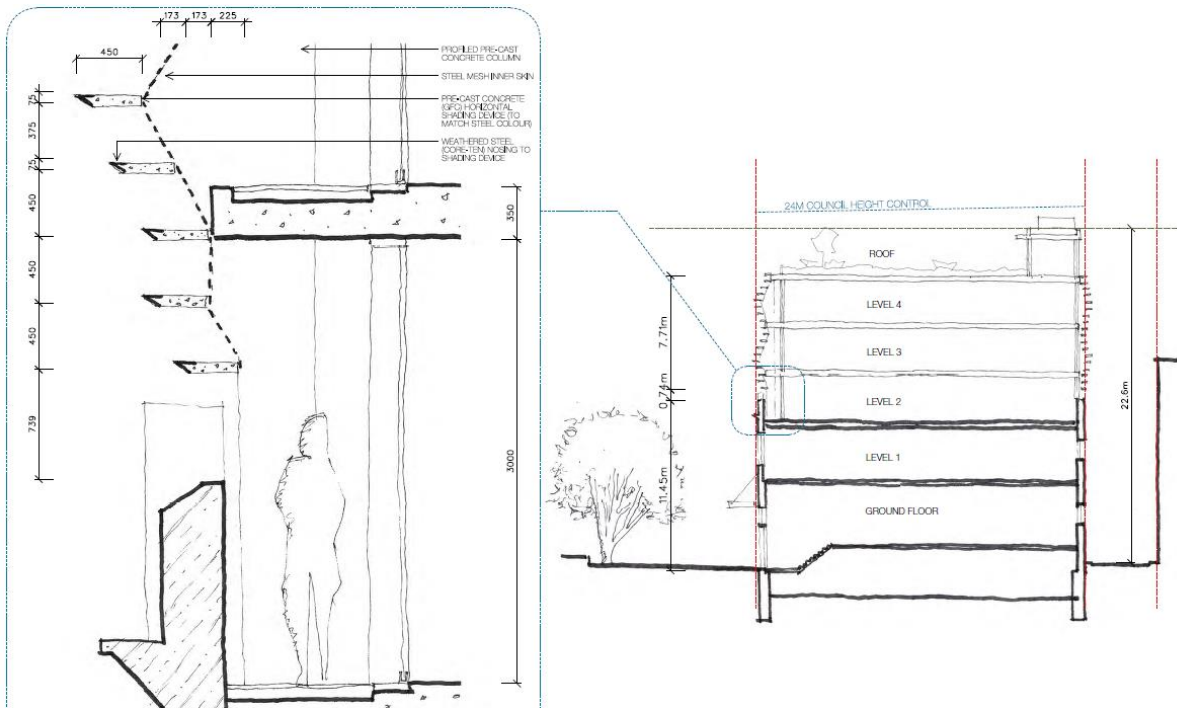 173 173 225
450
PROFILED PRE-CAST
CONCRETE COLUMN
STEEL MESH INNER SKIN
PRE-CAST CONCRETE
(GFC) HORIZONTAL
SHADING DEVICE (TO
MATCH STEEL COLOUR)
WEATHERED STEEL
(CORE-TEN) NOSING TO
SHADING DEVICE
75
375
75
450
450
450
739
350
3000
24M COUNCIL HEIGHT CONTROL
ROOF
LEVEL 4
LEVEL 3
LEVEL 2
LEVEL 1
GROUND FLOOR
7.71m
0.74m
11.45m
22.6m